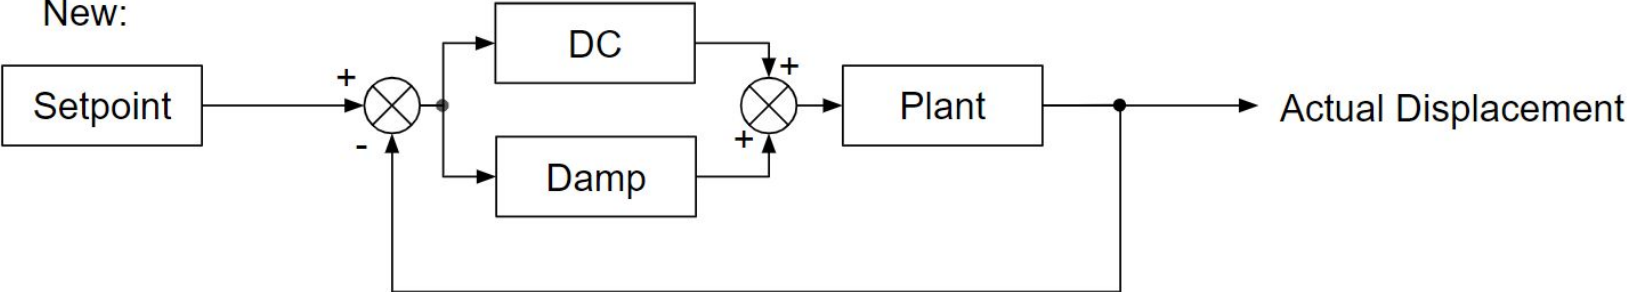 New:
DC
+
+
Setpoint
Plant
Actual Displacement
-
+
Damp